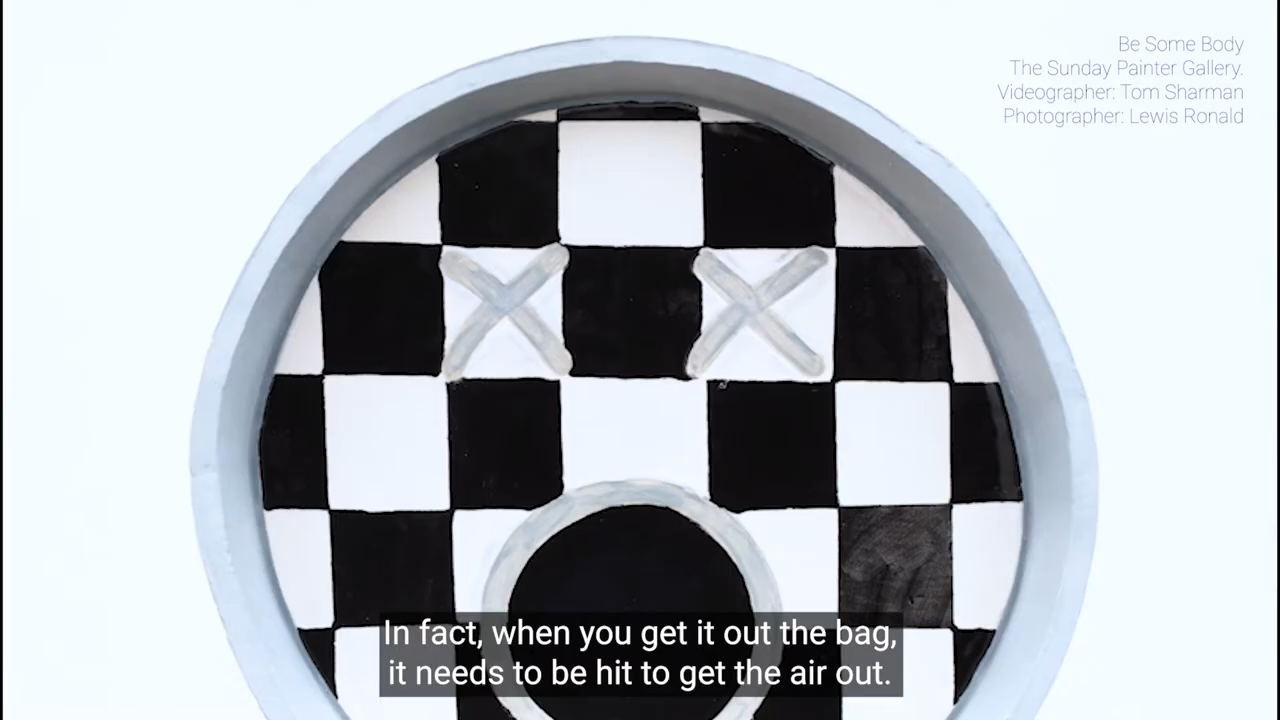 Be Some Body
The Sunday Painter Gallery.
Videographer: Tom Sharman
Photographer: Lewis Ronald
In fact, when you get it out the bag,
it needs to be hit to get the air out.